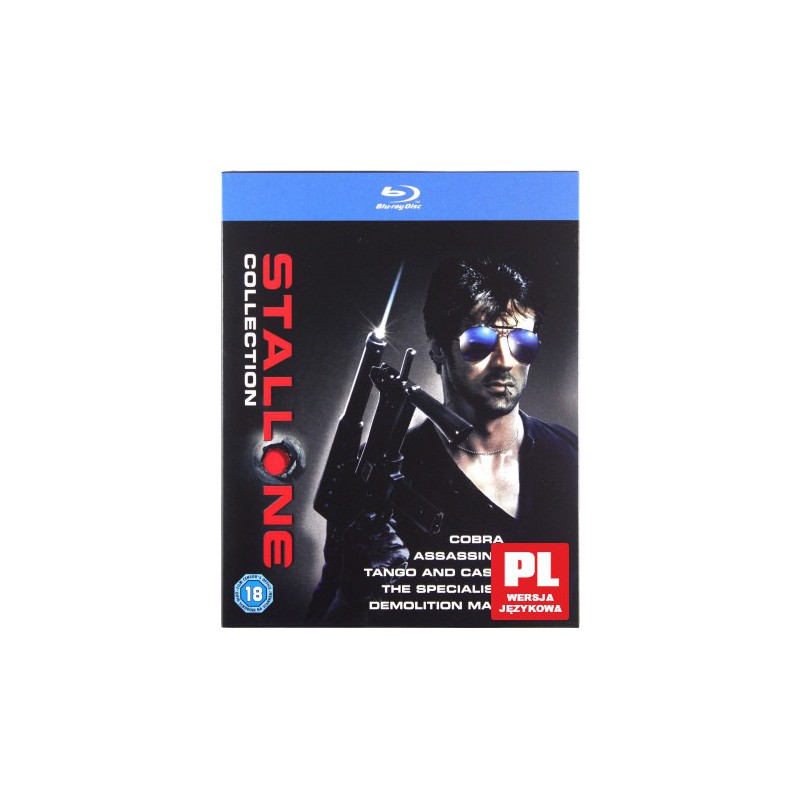 Blu-ray Disc
STALLONE
COLLECTION
COBRA
ASSASSIN
TANGO AND CAS
THE SPECIALIS
DEMOLITION MA
18
PL
WERSJA
JĘZYKOWA